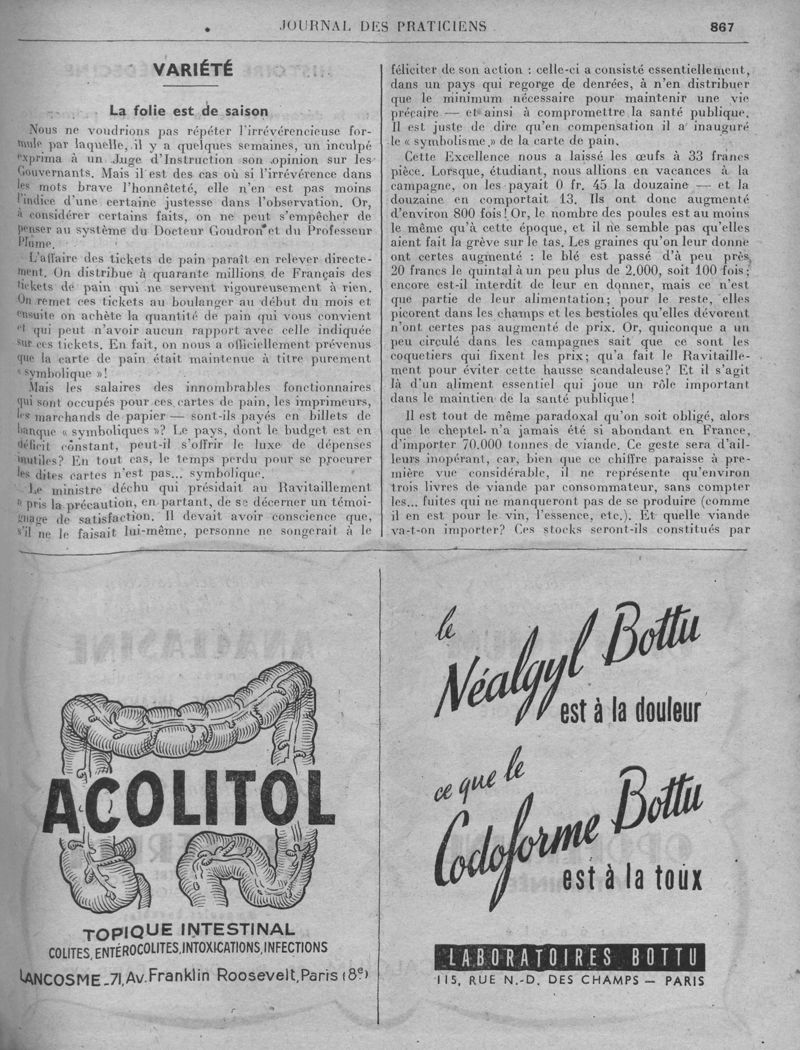 JOURNAL DES PRATICIENS
867
VARIÉTÉ
La folie est de saison
Nous ne voudrions pas répéter l'irrévérencieuse for-
mule par laquelle, il y a quelques semaines, un inculpé
exprima à un Juge d'Instruction son opinion sur les
Gouvernants. Mais il est des cas où si l'irrévérence dans
les mots brave l'honnêteté, elle n'en est pas moins
l'indice d'une certaine justesse dans l'observation. Or,
à considérer certains faits, on ne peut s'empêcher de
penser au système du Docteur Goudron et du Professeur
Plume.
L'affaire des tickets de pain paraît en relever directe-
ment. On distribue à quarante millions de Français des
tickets de pain qui ne servent rigoureusement à rien.
On remet ces tickets au boulanger au début du mois et
ensuite on achète la quantité de pain qui vous convient
et qui peut n'avoir aucun rapport avec celle indiquée
sur ces tickets. En fait, on nous a officiellement prévenus
que la carte de pain était maintenue à titre purement
« symbolique »!
Mais les salaires des innombrables fonctionnaires
qui sont occupés pour ces cartes de pain, les imprimeurs,
les marchands de papier — sont-ils payés en billets de
banque « symboliques »? Le pays, dont le budget est en
déficit constant, peut-il s'offrir le luxe de dépenses
inutiles? En tout cas, le temps perdu pour se procurer
les dites cartes n'est pas... symbolique.
Le ministre déchu qui présidait au Ravitaillement
a pris la précaution, en partant, de se décerner un témoi-
gnage de satisfaction. Il devait avoir conscience que,
s'il ne le faisait lui-même, personne ne songerait à le
féliciter de son action : celle-ci a consisté essentiellement,
dans un pays qui regorge de denrées, à n'en distribuer
que le minimum nécessaire pour maintenir une vie
précaire — et ainsi à compromettre la santé publique.
Il est juste de dire qu'en compensation il a inauguré
le « symbolisme » de la carte de pain.
Cette Excellence nous a laissé les œufs à 33 francs
pièce. Lorsque, étudiant, nous allions en vacances à la
campagne, on les payait 0 fr. 45 la douzaine — et la
douzaine en comportait 13. Ils ont donc augmenté
d'environ 800 fois! Or, le nombre des poules est au moins
le même qu'à cette époque, et il ne semble pas qu'elles
aient fait la grève sur le tas. Les graines qu'on leur donne
ont certes augmenté : le blé est passé d'à peu près
20 francs le quintal à un peu plus de 2.000, soit 100 fois;
encore est-il interdit de leur en donner, mais ce n'est
que partie de leur alimentation; pour le reste, elles
picorent dans les champs et les bestioles qu'elles dévorent
n'ont certes pas augmenté de prix. Or, quiconque a un
peu circulé dans les campagnes sait que ce sont les
coquetiers qui fixent les prix; qu'a fait le Ravitaille-
ment pour éviter cette hausse scandaleuse? Et il s'agit
là d'un aliment essentiel qui joue un rôle important
dans le maintien de la santé publique!
Il est tout de même paradoxal qu'on soit obligé, alors
que le cheptel n'a jamais été si abondant en France,
d'importer 70.000 tonnes de viande. Ce geste sera d'ail-
leurs inopérant, car, bien que ce chiffre paraisse à pre-
mière vue considérable, il ne représente qu'environ
trois livres de viande par consommateur, sans compter
les... fuites qui ne manqueront pas de se produire (comme
il en est pour le vin, l'essence, etc.). Et quelle viande
va-t-on importer? Ces stocks seront-ils constitués par
ACOLITOL
TOPIQUE INTESTINAL
COLITES, ENTÉROCOLITES, INTOXICATIONS, INFECTIONS
LANCOSME - 71, Av. Franklin Roosevelt, Paris (8e)
le
Néalgyl Bottu
est à la douleur
ce que le
Codoforme Bottu
est à la toux
LABORATOIRES BOTTU
115, RUE N.-D. DES CHAMPS — PARIS